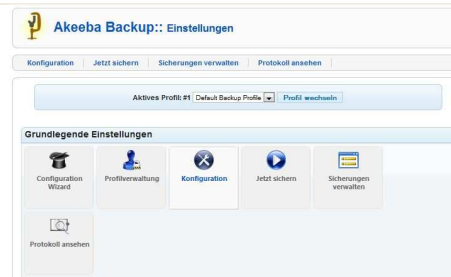 Akeeba Backup:: Einstellungen
Konfiguration Jetzt sichern Sicherungen verwalten Protokoll ansehen
Aktives Profil: #1 Default Backup Profile Profil wechseln
Grundlegende Einstellungen
Configuration Wizard
Profilverwaltung
Konfiguration
Jetzt sichern
Sicherungen verwalten
Protokoll ansehen